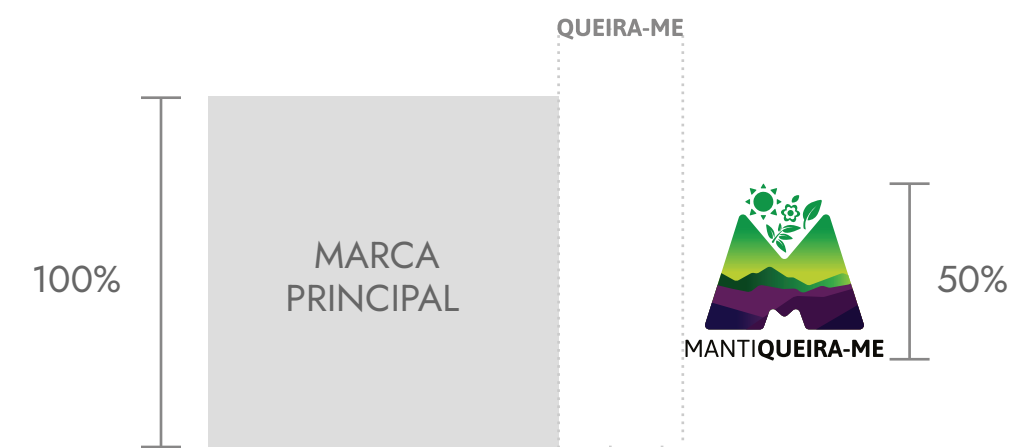 QUEIRA-ME
100%
MARCA
PRINCIPAL
50%
MANTIQUEIRA-ME